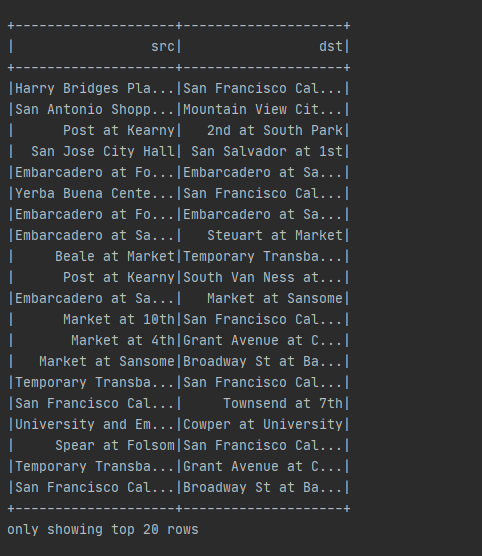 +--------------------+--------------------+
|                 src|                 dst|
+--------------------+--------------------+
|Harry Bridges Pla...|San Francisco Cal...|
|San Antonio Shopp...|Mountain View Cit...|
|      Post at Kearny|   2nd at South Park|
|  San Jose City Hall| San Salvador at 1st|
|Embarcadero at Fo...|Embarcadero at Sa...|
|Yerba Buena Cente...|San Francisco Cal...|
|Embarcadero at Fo...|Embarcadero at Sa...|
|Embarcadero at Sa...|   Steuart at Market|
|     Beale at Market|Temporary Transba...|
|      Post at Kearny|South Van Ness at...|
|Embarcadero at Sa...|   Market at Sansome|
|      Market at 10th|San Francisco Cal...|
|       Market at 4th|Grant Avenue at C...|
|   Market at Sansome|Broadway St at Ba...|
|Temporary Transba...|San Francisco Cal...|
|San Francisco Cal...|     Townsend at 7th|
|University and Em...|Cowper at University|
|     Spear at Folsom|San Francisco Cal...|
|Temporary Transba...|Grant Avenue at C...|
|San Francisco Cal...|Broadway St at Ba...|
+--------------------+--------------------+
only showing top 20 rows